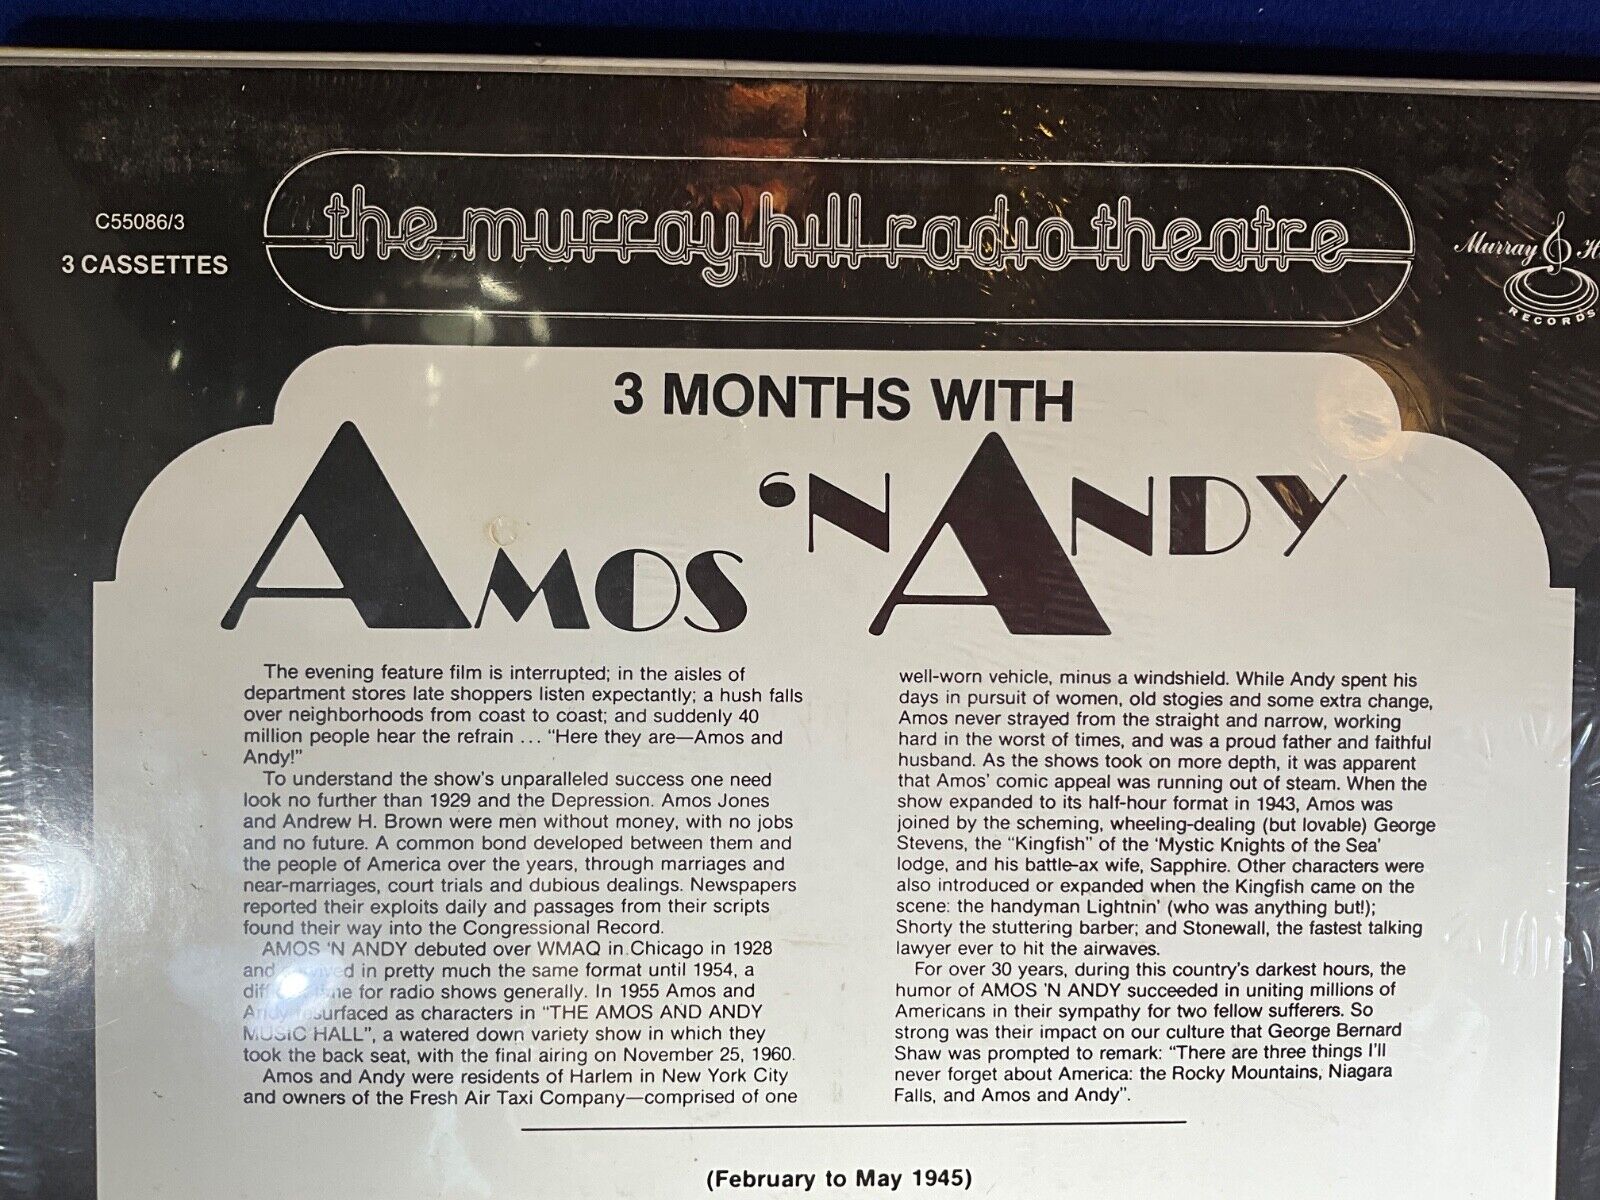 C55086/3
3 CASSETTES
the murray hill radio theatre
Murray
RECORDS
3 MONTHS WITH
AMOS 'N ANDY
The evening feature film is interrupted; in the aisles of
department stores late shoppers listen expectantly; a hush falls
over neighborhoods from coast to coast; and suddenly 40
million people hear the refrain ... "Here they are—Amos and
Andy!"
To understand the show's unparalleled success one need
look no further than 1929 and the Depression. Amos Jones
and Andrew H. Brown were men without money, with no jobs
and no future. A common bond developed between them and
the people of America over the years, through marriages and
near-marriages, court trials and dubious dealings. Newspapers
reported their exploits daily and passages from their scripts
found their way into the Congressional Record.
AMOS 'N ANDY debuted over WMAQ in Chicago in 1928
and in pretty much the same format until 1954, a
time for radio shows generally. In 1955 Amos and
Andy resurfaced as characters in "THE AMOS AND ANDY
MUSIC HALL", a watered down variety show in which they
took the back seat, with the final airing on November 25, 1960.
Amos and Andy were residents of Harlem in New York City
and owners of the Fresh Air Taxi Company—comprised of one
well-worn vehicle, minus a windshield. While Andy spent his
days in pursuit of women, old stogies and some extra change,
Amos never strayed from the straight and narrow, working
hard in the worst of times, and was a proud father and faithful
husband. As the shows took on more depth, it was apparent
that Amos' comic appeal was running out of steam. When the
show expanded to its half-hour format in 1943, Amos was
joined by the scheming, wheeling-dealing (but lovable) George
Stevens, the "Kingfish" of the 'Mystic Knights of the Sea'
lodge, and his battle-ax wife, Sapphire. Other characters were
also introduced or expanded when the Kingfish came on the
scene: the handyman Lightnin' (who was anything but!);
Shorty the stuttering barber; and Stonewall, the fastest talking
lawyer ever to hit the airwaves.
For over 30 years, during this country's darkest hours, the
humor of AMOS 'N ANDY succeeded in uniting millions of
Americans in their sympathy for two fellow sufferers. So
strong was their impact on our culture that George Bernard
Shaw was prompted to remark: "There are three things I'll
never forget about America: the Rocky Mountains, Niagara
Falls, and Amos and Andy".
(February to May 1945)